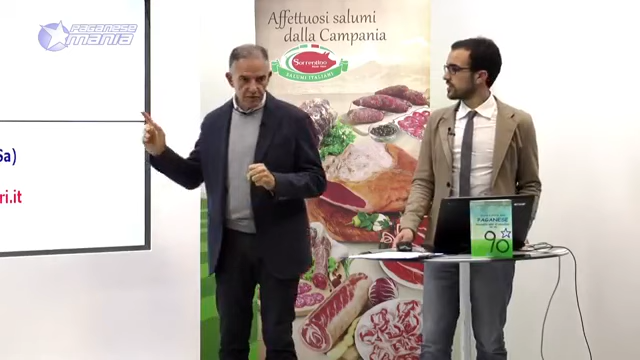 PAGANESE
mania
Affettuosi salumi
dalla Campania
Sorrentino
SALUMI ITALIANI
Sa)
ri.it
PAGANESE
90